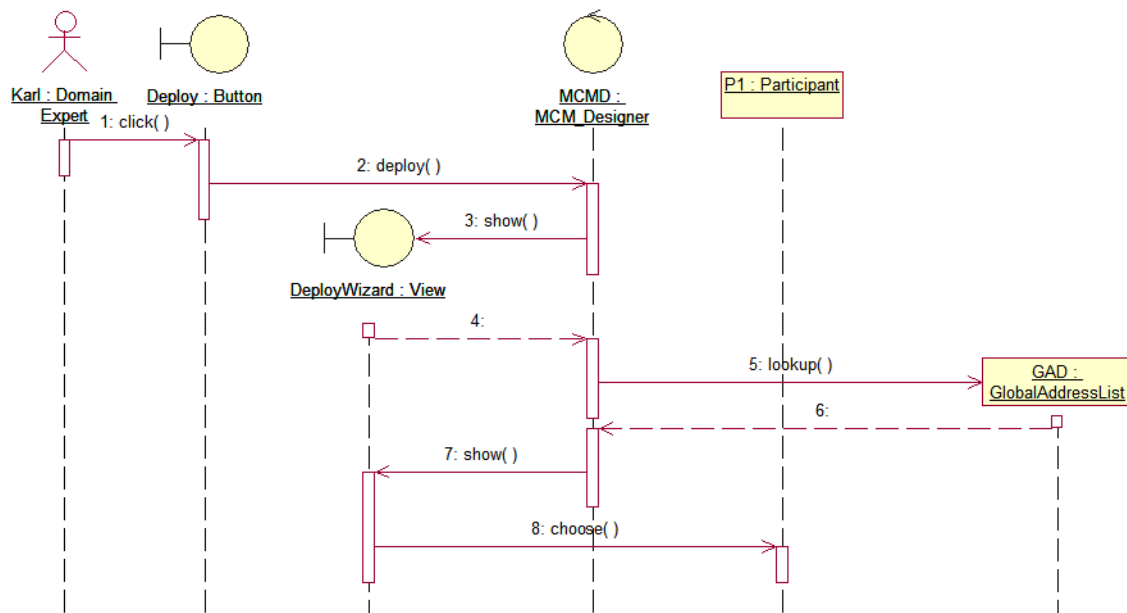 Karl : Domain
Expert
Deploy : Button
MCMD :
MCM_Designer
P1 : Participant
1: click( )
2: deploy( )
3: show( )
DeployWizard : View
4:
5: lookup( )
GAD :
GlobalAddressList
6:
7: show( )
8: choose( )